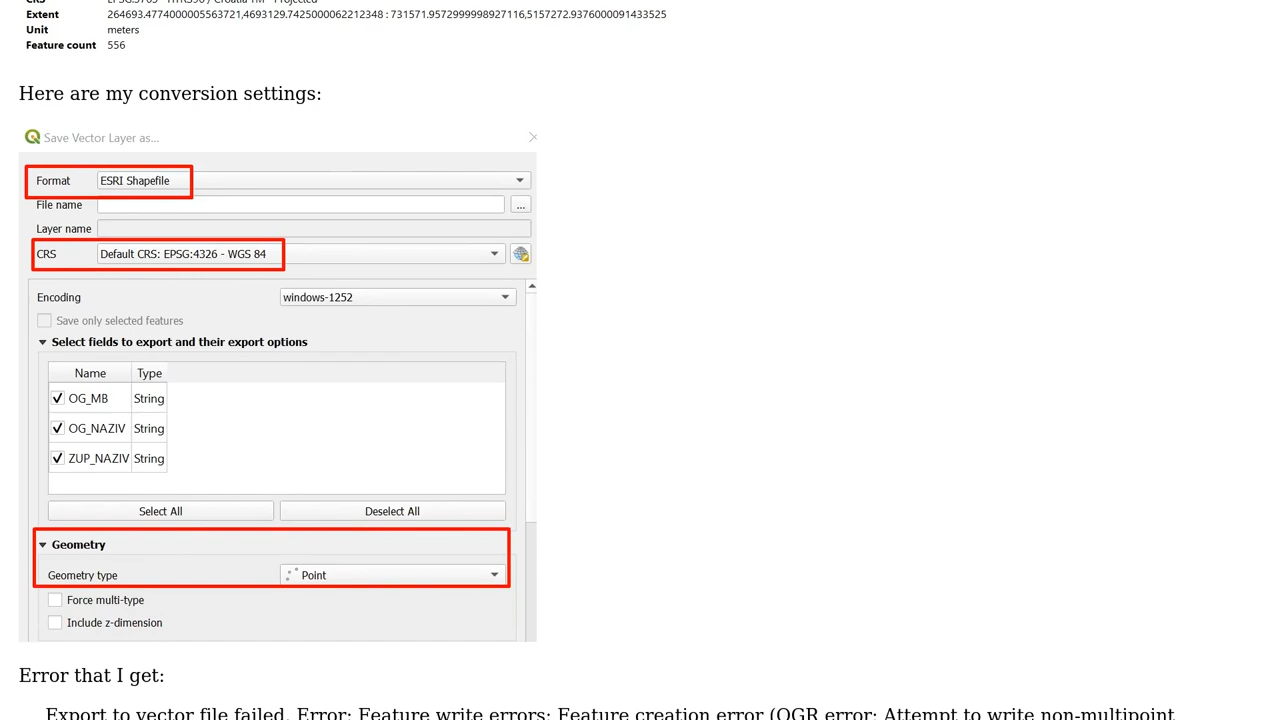 Extent 264693.4774000005563721,4693129.7425000062212348 : 731571.9572999998927116,5157272.9376000091433525
Unit meters
Feature count 556
Here are my conversion settings:
Save Vector Layer as...
Format ESRI Shapefile
File name ...
Layer name
CRS Default CRS: EPSG:4326 - WGS 84
Encoding windows-1252
Save only selected features
Select fields to export and their export options
Name Type
OG_MB String
OG_NAZIV String
ZUP_NAZIV String
Select All Deselect All
Geometry
Geometry type Point
Force multi-type
Include z-dimension
Error that I get:
Export to vector file failed. Error: Feature write errors: Feature creation error (OGR error: Attempt to write non-multipoint